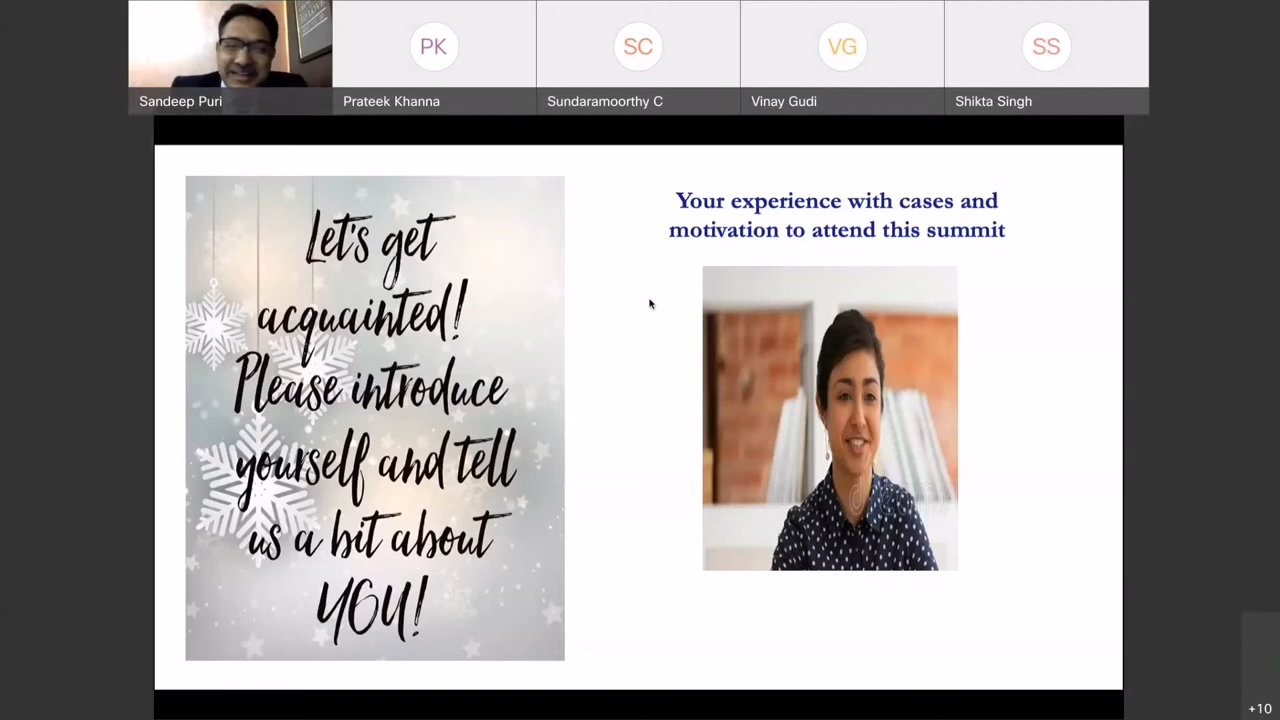 PK
SC
VG
SS
Sandeep Puri
Prateek Khanna
Sundaramoorthy C
Vinay Gudi
Shikta Singh
Let's get
acquainted!
Please introduce
yourself and tell
us a bit about
YOU!
Your experience with cases and
motivation to attend this summit
+10